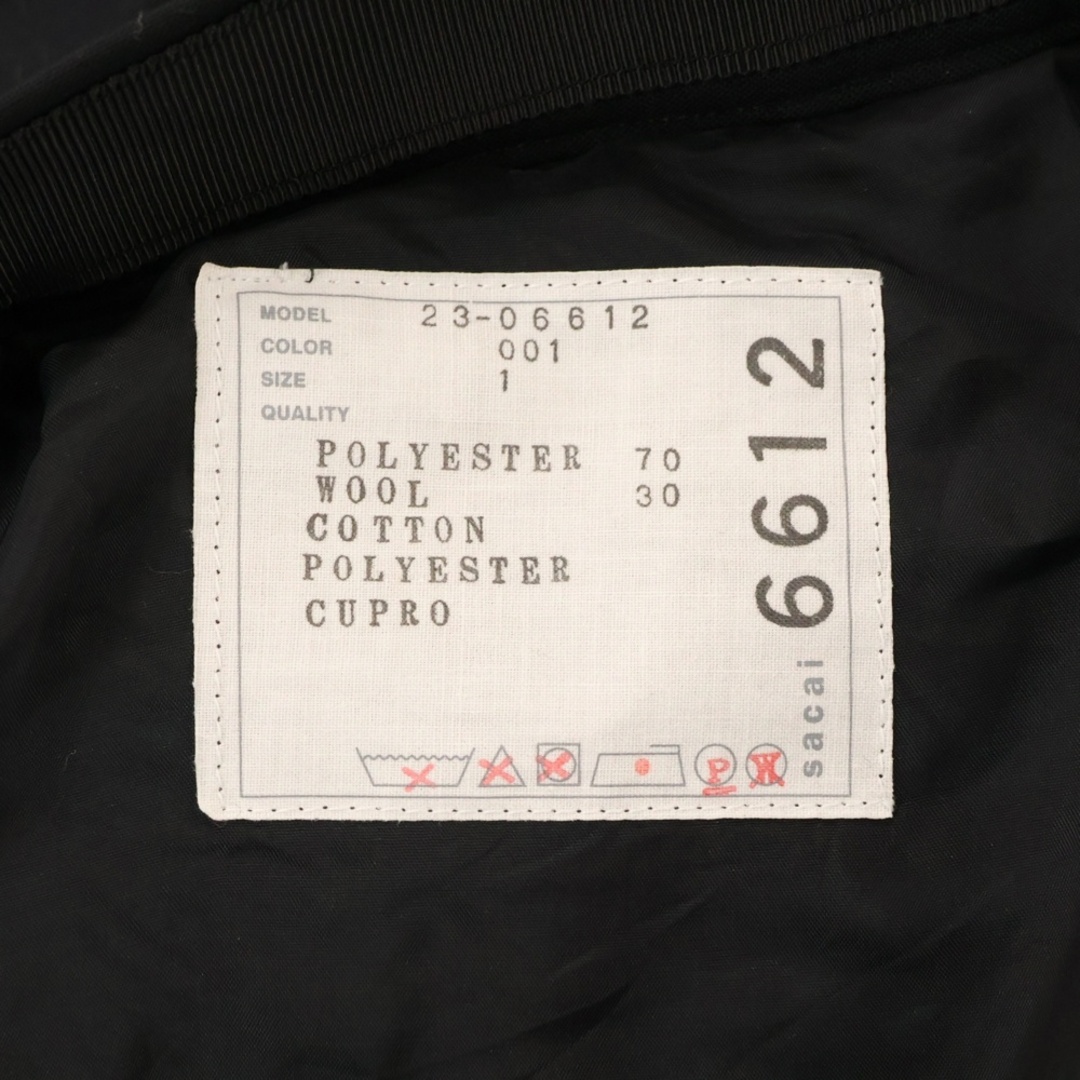 MODEL 23-06612
COLOR 001
SIZE 1
QUALITY
POLYESTER 70
WOOL 30
COTTON
POLYESTER
CUPRO
P W
sacai 6612